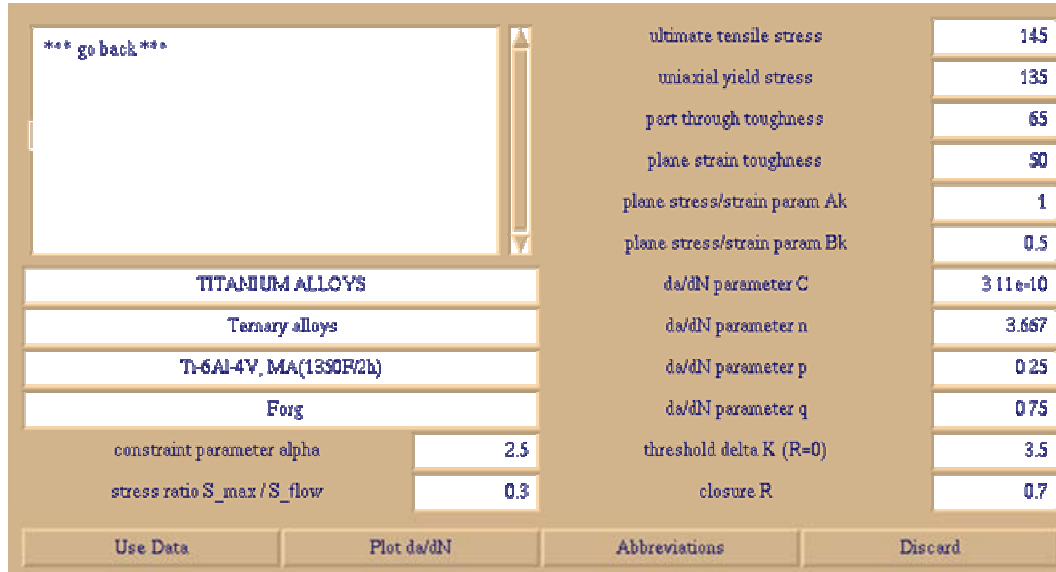 *** go back ***
TITANIUM ALLOYS
Ternary alloys
Ti-6Al-4V, MA(1350F/2h)
Forg
constraint parameter alpha 2.5
stress ratio S_max / S_flow 0.3
ultimate tensile stress 145
uniaxial yield stress 135
part through toughness 65
plane strain toughness 50
plane stress/strain param Ak 1
plane stress/strain param Bk 0.5
da/dN parameter C 3.11e-10
da/dN parameter n 3.667
da/dN parameter p 0.25
da/dN parameter q 0.75
threshold delta K (R=0) 3.5
closure R 0.7
Use Data Plot da/dN Abbreviations Discard